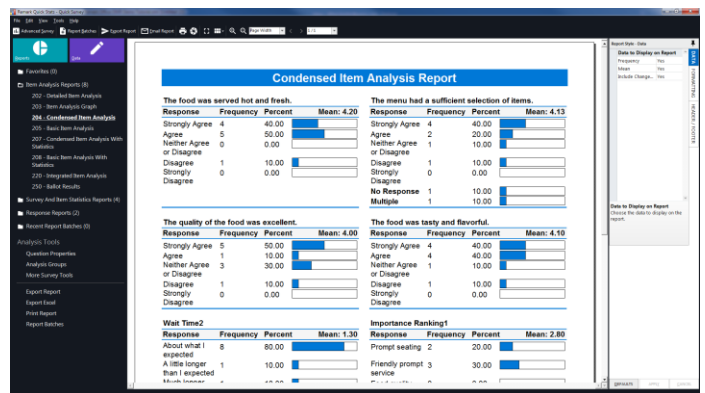 Remark Quick Stats - Quick Survey
File Edit View Tools Help
Advanced Survey Report Batches Export Report Email Report Page Width 1 / 1
Reports
Data
Favorites (0)
Item Analysis Reports (8)
202 - Detailed Item Analysis
203 - Item Analysis Graph
204 - Condensed Item Analysis
205 - Basic Item Analysis
207 - Condensed Item Analysis With
Statistics
208 - Basic Item Analysis With
Statistics
220 - Integrated Item Analysis
250 - Ballot Results
Survey And Item Statistics Reports (4)
Response Reports (2)
Recent Report Batches (0)
Analysis Tools
Question Properties
Analysis Groups
More Survey Tools
Export Report
Export Excel
Print Report
Report Batches
Condensed Item Analysis Report
The food was served hot and fresh.
Response Frequency Percent Mean: 4.20
Strongly Agree 4 40.00
Agree 5 50.00
Neither Agree 0 0.00
or Disagree
Disagree 1 10.00
Strongly 0 0.00
Disagree
The menu had a sufficient selection of items.
Response Frequency Percent Mean: 4.13
Strongly Agree 4 40.00
Agree 2 20.00
Neither Agree 1 10.00
or Disagree
Disagree 1 10.00
Strongly 0 0.00
Disagree
No Response 1 10.00
Multiple 1 10.00
The quality of the food was excellent.
Response Frequency Percent Mean: 4.00
Strongly Agree 5 50.00
Agree 1 10.00
Neither Agree 3 30.00
or Disagree
Disagree 1 10.00
Strongly 0 0.00
Disagree
The food was tasty and flavorful.
Response Frequency Percent Mean: 4.10
Strongly Agree 4 40.00
Agree 4 40.00
Neither Agree 1 10.00
or Disagree
Disagree 1 10.00
Strongly 0 0.00
Disagree
Wait Time2
Response Frequency Percent Mean: 1.30
About what I 8 80.00
expected
A little longer 1 10.00
than I expected
Much longer 1 10.00
Importance Ranking1
Response Frequency Percent Mean: 2.80
Prompt seating 2 20.00
Friendly prompt 3 30.00
service
Food quality 0 0.00
Report Style - Data
Data to Display on Report
Frequency Yes
Mean Yes
Include Change... Yes
Data to Display on Report
Choose the data to display on the
report.
DATA
FORMATTING
HEADER / FOOTER
DEFAULTS APPLY CANCEL